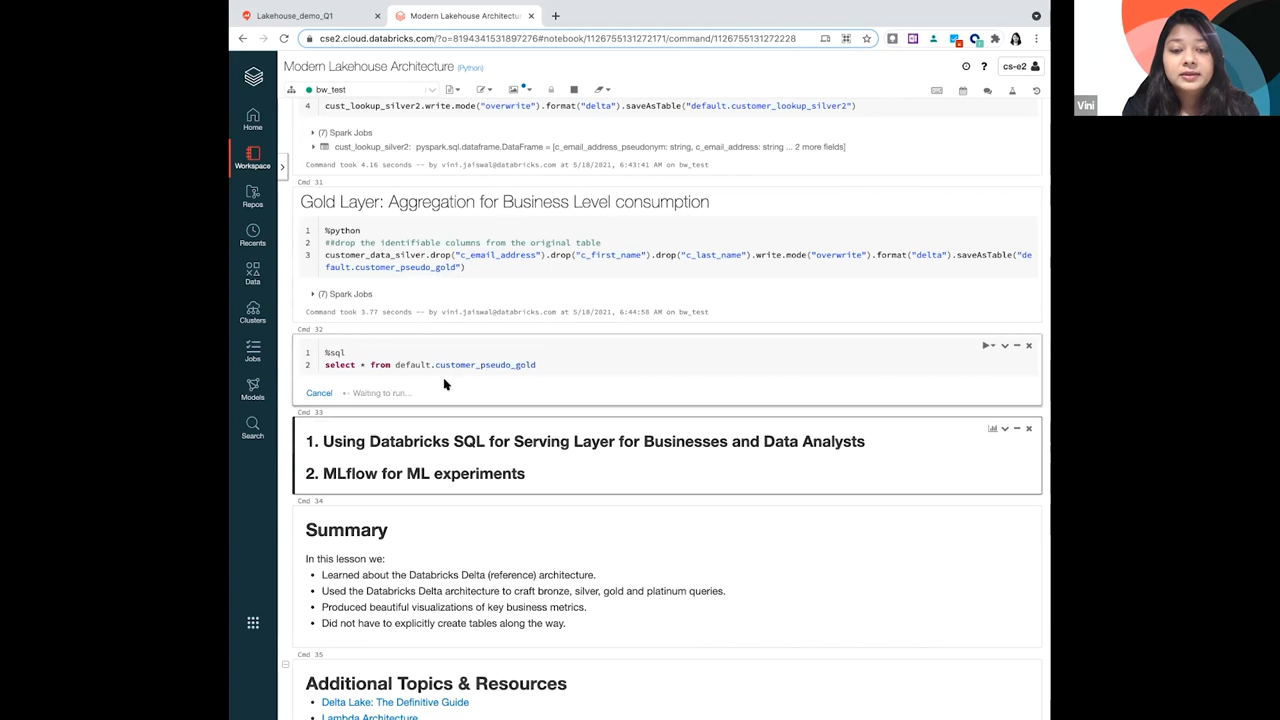 Lakehouse_demo_Q1
Modern Lakehouse Architectur
cse2.cloud.databricks.com/?o=8194341531897276#notebook/1126755131272171/command/1126755131272228
Modern Lakehouse Architecture (Python)
cs-e2
bw_test
Home
Workspace
Repos
Recents
Data
Clusters
Jobs
Models
Search
4 cust_lookup_silver2.write.mode("overwrite").format("delta").saveAsTable("default.customer_lookup_silver2")
(7) Spark Jobs
cust_lookup_silver2: pyspark.sql.dataframe.DataFrame = [c_email_address_pseudonym: string, c_email_address: string ... 2 more fields]
Command took 4.16 seconds -- by vini.jaiswal@databricks.com at 5/18/2021, 6:43:41 AM on bw_test
Cmd 31
Gold Layer: Aggregation for Business Level consumption
1 %python
2 ##drop the identifiable columns from the original table
3 customer_data_silver.drop("c_email_address").drop("c_first_name").drop("c_last_name").write.mode("overwrite").format("delta").saveAsTable("de
fault.customer_pseudo_gold")
(7) Spark Jobs
Command took 3.77 seconds -- by vini.jaiswal@databricks.com at 5/18/2021, 6:44:58 AM on bw_test
Cmd 32
1 %sql
2 select * from default.customer_pseudo_gold
Cancel Waiting to run...
Cmd 33
1. Using Databricks SQL for Serving Layer for Businesses and Data Analysts
2. MLflow for ML experiments
Cmd 34
Summary
In this lesson we:
• Learned about the Databricks Delta (reference) architecture.
• Used the Databricks Delta architecture to craft bronze, silver, gold and platinum queries.
• Produced beautiful visualizations of key business metrics.
• Did not have to explicitly create tables along the way.
Cmd 35
Additional Topics & Resources
• Delta Lake: The Definitive Guide
• Lambda Architecture
Vini